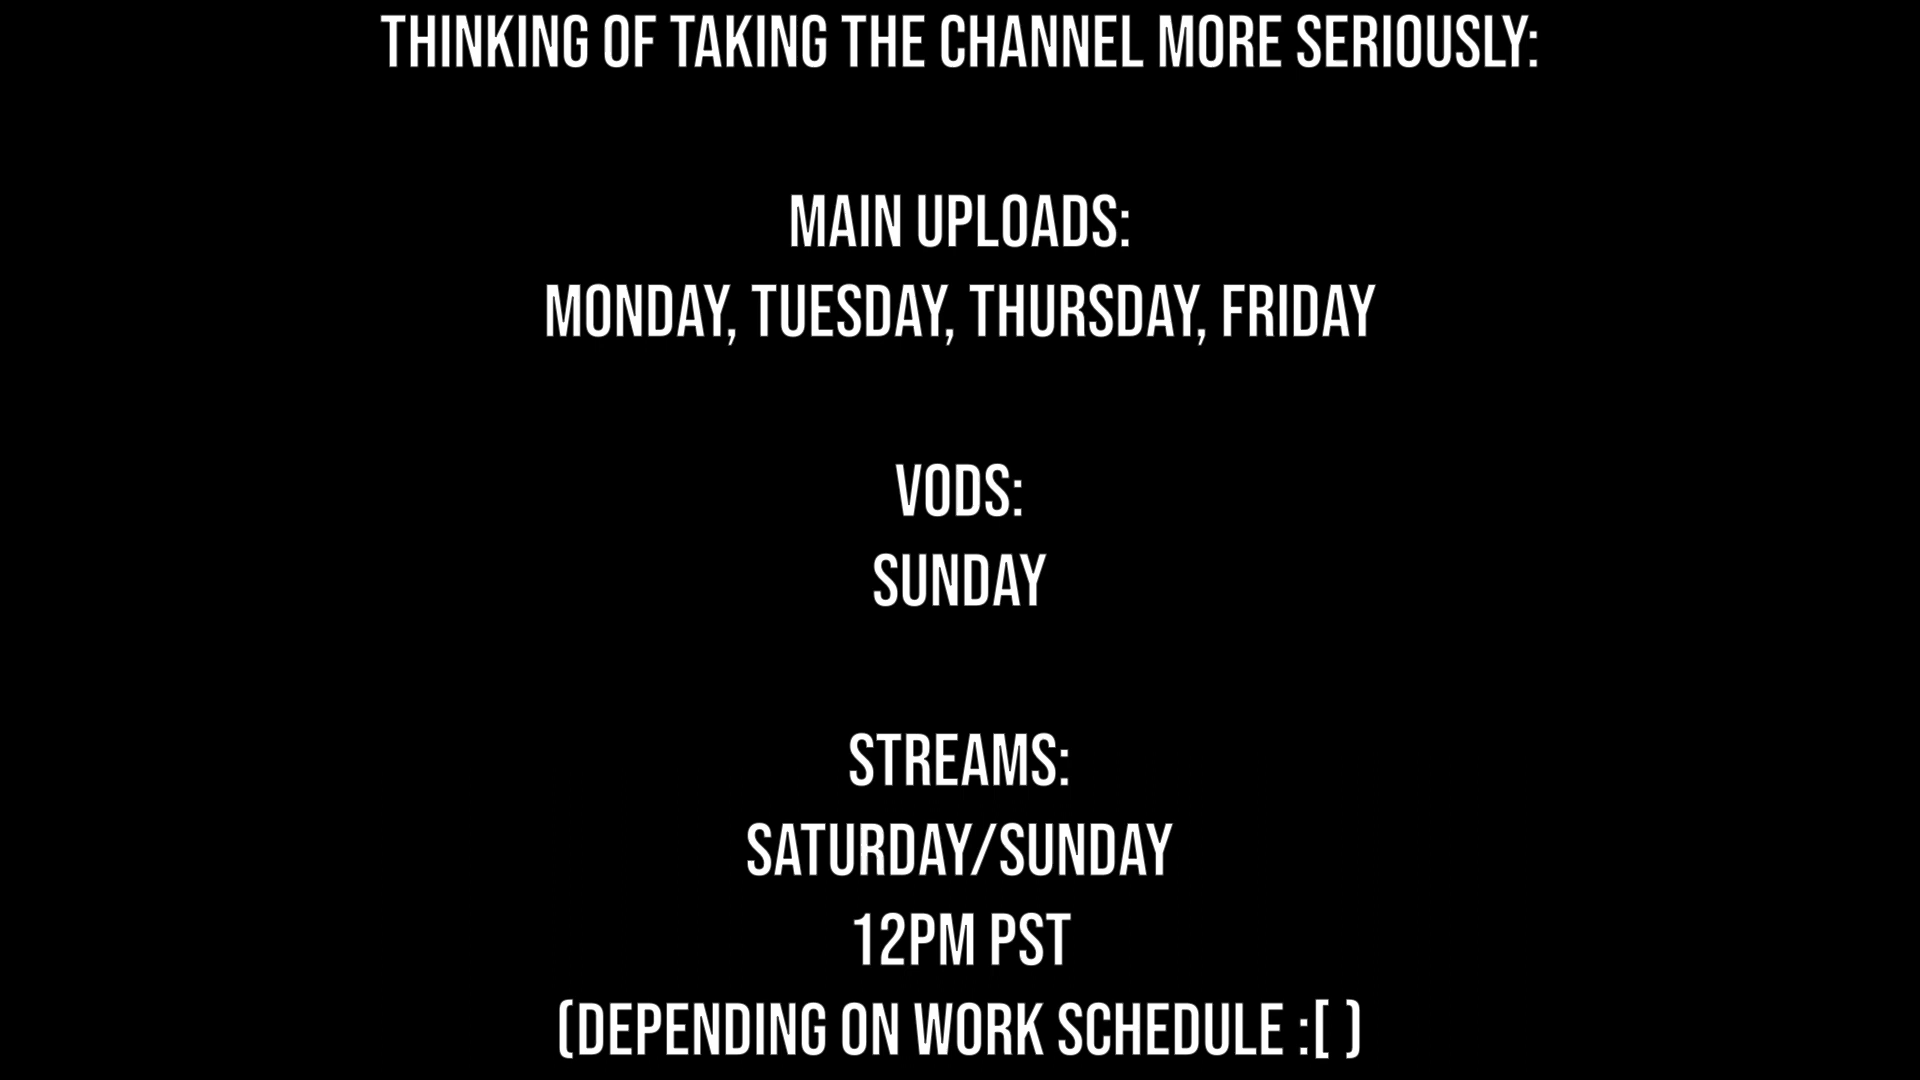 THINKING OF TAKING THE CHANNEL MORE SERIOUSLY:
MAIN UPLOADS:
MONDAY, TUESDAY, THURSDAY, FRIDAY
VODS:
SUNDAY
STREAMS:
SATURDAY/SUNDAY
12PM PST
(DEPENDING ON WORK SCHEDULE :[ )